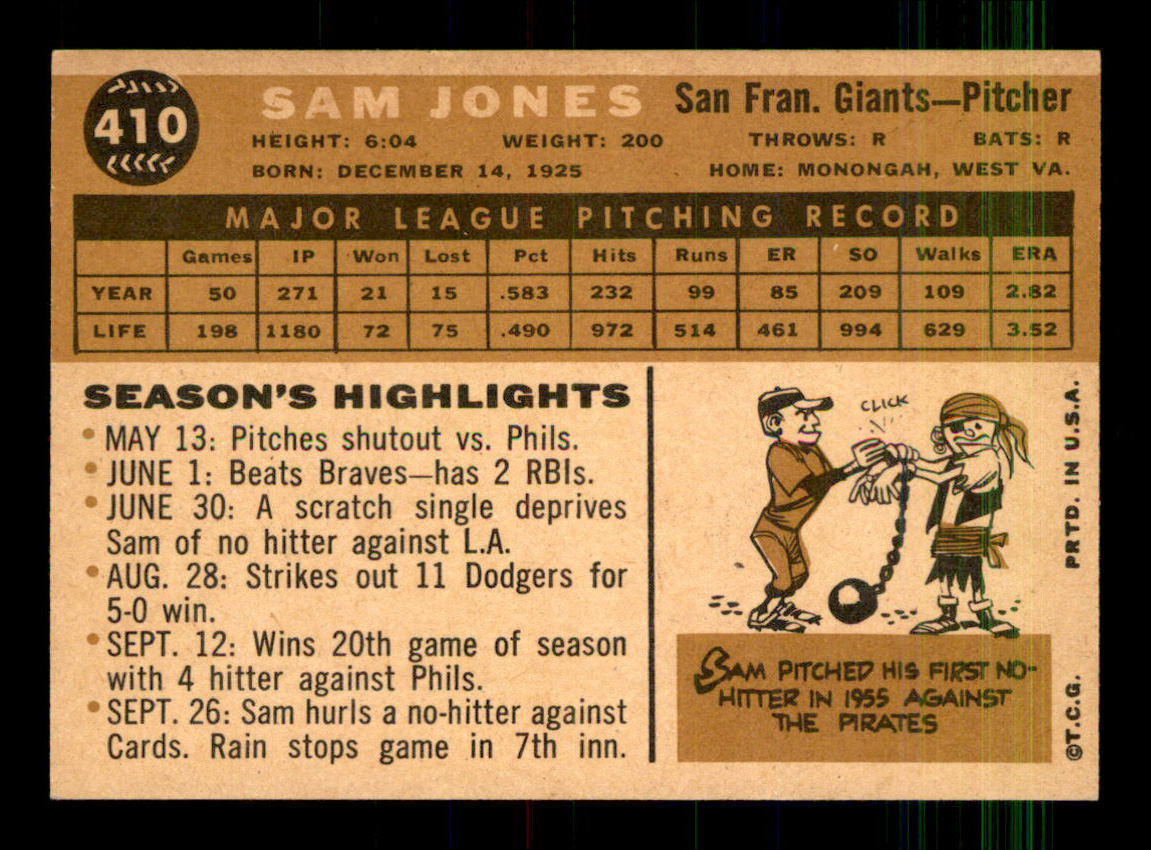 410
SAM JONES San Fran. Giants—Pitcher
HEIGHT: 6:04 WEIGHT: 200 THROWS: R BATS: R
BORN: DECEMBER 14, 1925 HOME: MONONGAH, WEST VA.
MAJOR LEAGUE PITCHING RECORD
Games IP Won Lost Pct Hits Runs ER SO Walks ERA
YEAR 50 271 21 15 .583 232 99 85 209 109 2.82
LIFE 198 1180 72 75 .490 972 514 461 994 629 3.52
SEASON'S HIGHLIGHTS
• MAY 13: Pitches shutout vs. Phils.
• JUNE 1: Beats Braves—has 2 RBIs.
• JUNE 30: A scratch single deprives
Sam of no hitter against L.A.
• AUG. 28: Strikes out 11 Dodgers for
5-0 win.
• SEPT. 12: Wins 20th game of season
with 4 hitter against Phils.
• SEPT. 26: Sam hurls a no-hitter against
Cards. Rain stops game in 7th inn.
CLICK
SAM PITCHED HIS FIRST NO-
HITTER IN 1955 AGAINST
THE PIRATES
©T.C.G. PRTD. IN U.S.A.